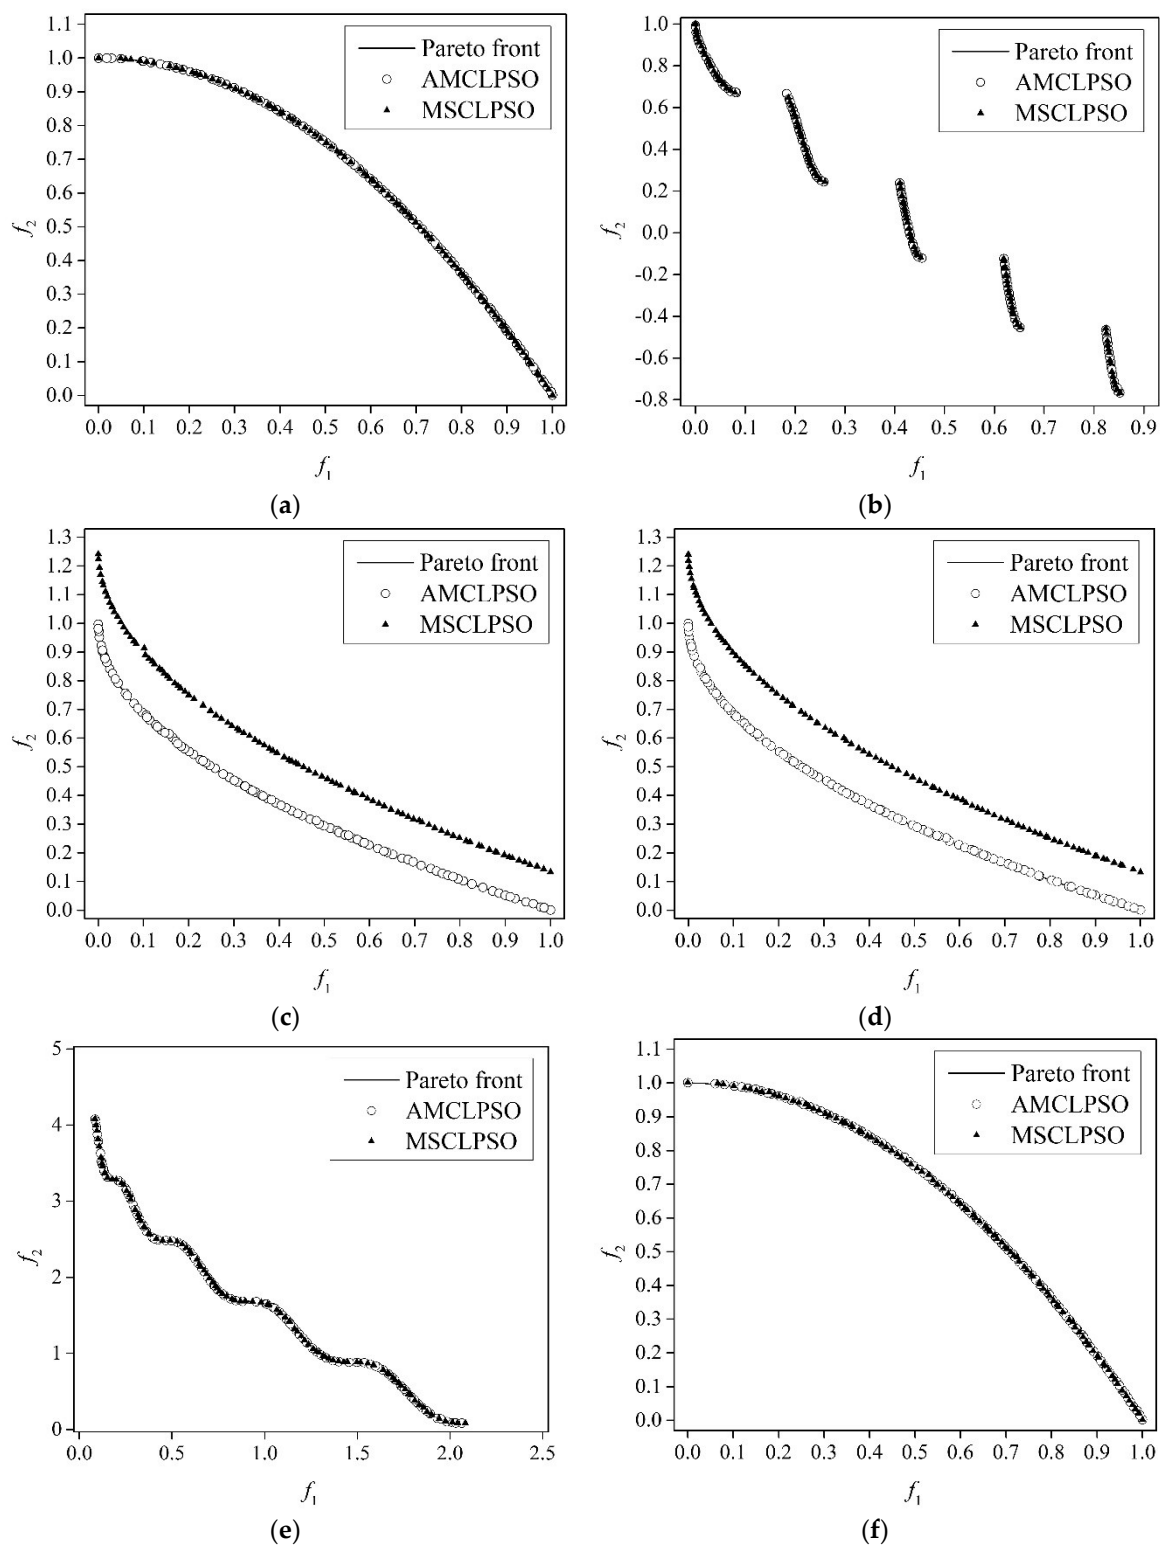 1.1
1.0
0.9
0.8
0.7
0.6
0.5
0.4
0.3
0.2
0.1
0.0
f2
Pareto front
AMCLPSO
MSCLPSO
0.0 0.1 0.2 0.3 0.4 0.5 0.6 0.7 0.8 0.9 1.0
f1
(a)
1.0
0.8
0.6
0.4
0.2
0.0
-0.2
-0.4
-0.6
-0.8
f2
Pareto front
AMCLPSO
MSCLPSO
0.0 0.1 0.2 0.3 0.4 0.5 0.6 0.7 0.8 0.9
f1
(b)
1.3
1.2
1.1
1.0
0.9
0.8
0.7
0.6
0.5
0.4
0.3
0.2
0.1
0.0
f2
Pareto front
AMCLPSO
MSCLPSO
0.0 0.1 0.2 0.3 0.4 0.5 0.6 0.7 0.8 0.9 1.0
f1
(c)
1.3
1.2
1.1
1.0
0.9
0.8
0.7
0.6
0.5
0.4
0.3
0.2
0.1
0.0
f2
Pareto front
AMCLPSO
MSCLPSO
0.0 0.1 0.2 0.3 0.4 0.5 0.6 0.7 0.8 0.9 1.0
f1
(d)
5
4
3
2
1
0
f2
Pareto front
AMCLPSO
MSCLPSO
0.0 0.5 1.0 1.5 2.0 2.5
f1
(e)
1.1
1.0
0.9
0.8
0.7
0.6
0.5
0.4
0.3
0.2
0.1
0.0
f2
Pareto front
AMCLPSO
MSCLPSO
0.0 0.1 0.2 0.3 0.4 0.5 0.6 0.7 0.8 0.9 1.0
f1
(f)